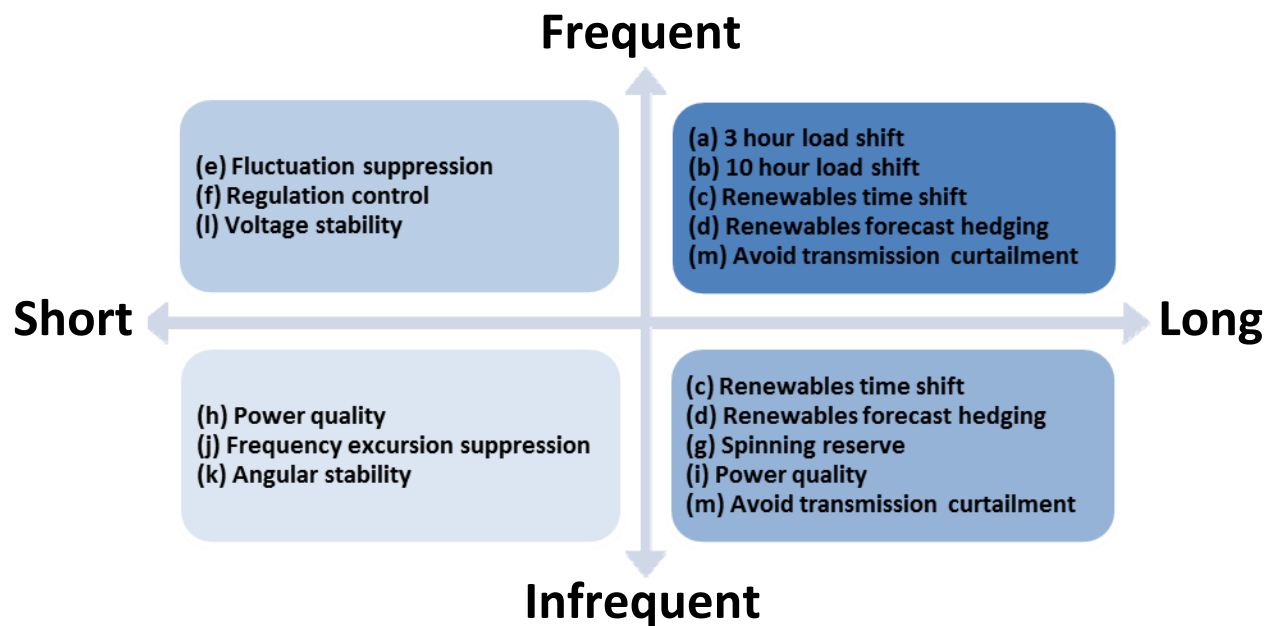 Frequent
(e) Fluctuation suppression
(f) Regulation control
(l) Voltage stability
(a) 3 hour load shift
(b) 10 hour load shift
(c) Renewables time shift
(d) Renewables forecast hedging
(m) Avoid transmission curtailment
Short
Long
(h) Power quality
(j) Frequency excursion suppression
(k) Angular stability
(c) Renewables time shift
(d) Renewables forecast hedging
(g) Spinning reserve
(i) Power quality
(m) Avoid transmission curtailment
Infrequent